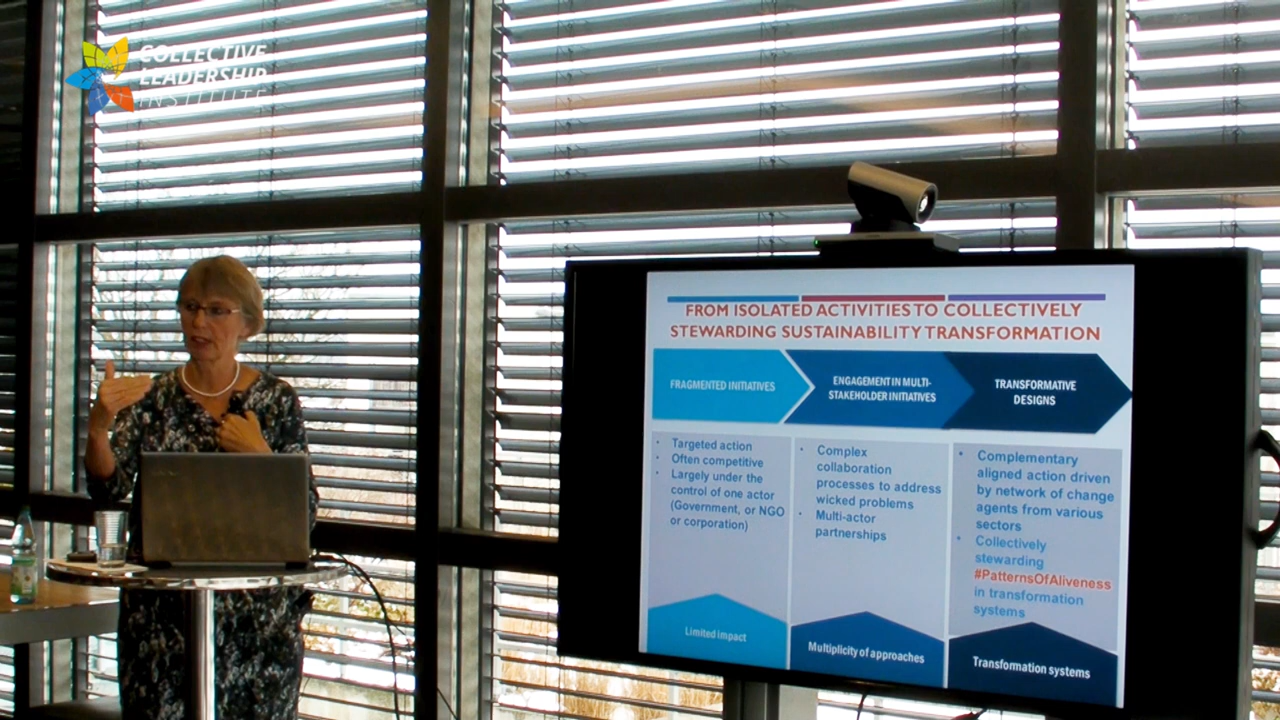 COLLECTIVE
LEADERSHIP
INSTITUTE
FROM ISOLATED ACTIVITIES TO COLLECTIVELY
STEWARDING SUSTAINABILITY TRANSFORMATION
FRAGMENTED INITIATIVES
ENGAGEMENT IN MULTI-
STAKEHOLDER INITIATIVES
TRANSFORMATIVE
DESIGNS
• Targeted action
• Often competitive
• Largely under the
control of one actor
(Government, or NGO
or corporation)
• Complex
collaboration
processes to address
wicked problems
• Multi-actor
partnerships
• Complementary
aligned action driven
by network of change
agents from various
sectors
• Collectively
stewarding
#PatternsOfAliveness
in transformation
systems
Limited impact
Multiplicity of approaches
Transformation systems